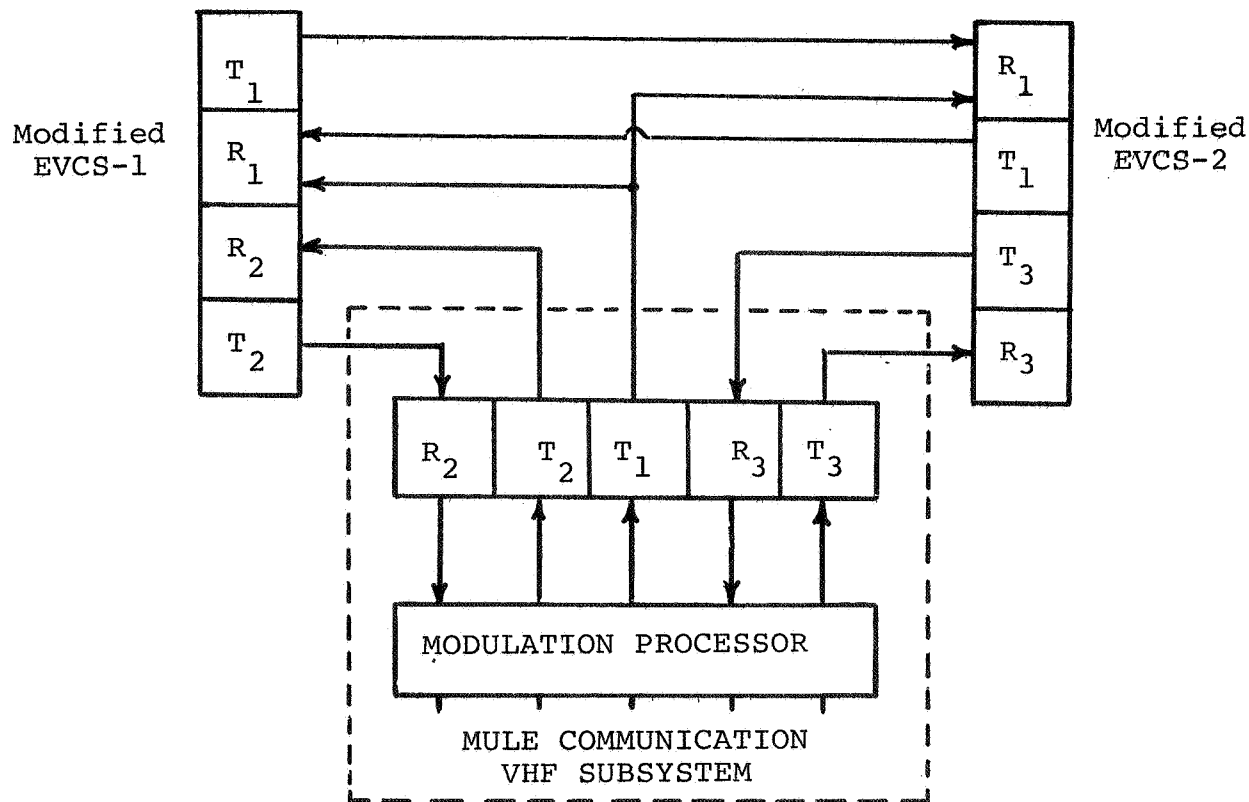 T1
R1
R2
T2
Modified
EVCS-1
R1
T1
T3
R3
Modified
EVCS-2
R2 T2 T1 R3 T3
MODULATION PROCESSOR
MULE COMMUNICATION
VHF SUBSYSTEM